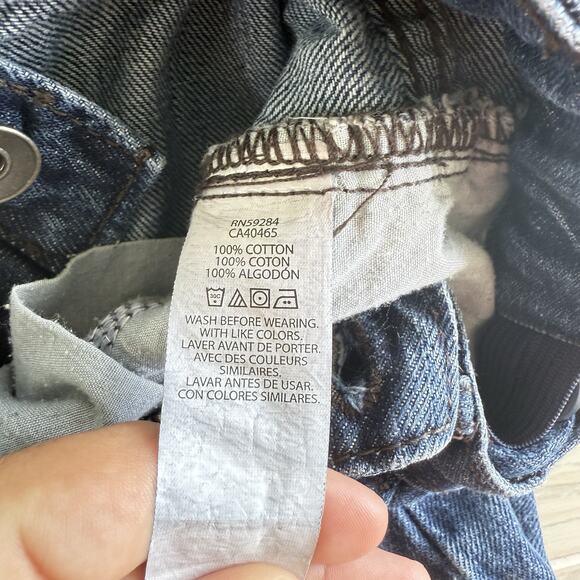 RN59284
CA40465
100% COTTON
100% COTON
100% ALGODÓN
30C
WASH BEFORE WEARING.
WITH LIKE COLORS.
LAVER AVANT DE PORTER.
AVEC DES COULEURS
SIMILAIRES.
LAVAR ANTES DE USAR.
CON COLORES SIMILARES.